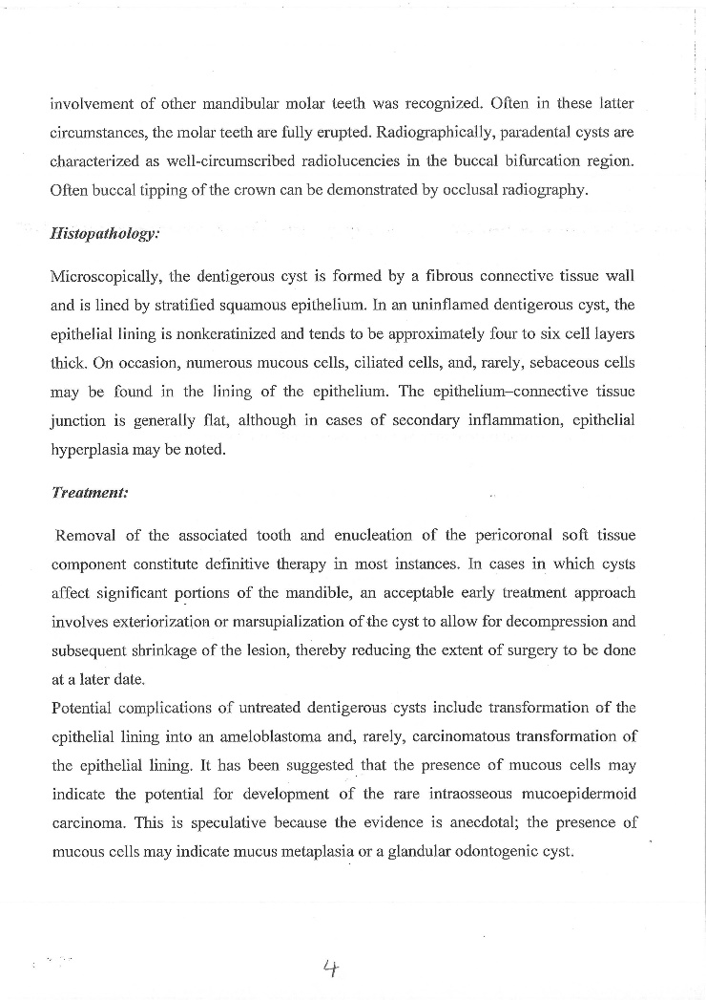 involvement of other mandibular molar teeth was recognized. Often in these latter
circumstances, the molar teeth are fully erupted. Radiographically, paradental cysts are
characterized as well-circumscribed radiolucencies in the buccal bifurcation region.
Often buccal tipping of the crown can be demonstrated by occlusal radiography.
Histopathology:
Microscopically, the dentigerous cyst is formed by a fibrous connective tissue wall
and is lined by stratified squamous epithelium. In an uninflamed dentigerous cyst, the
epithelial lining is nonkeratinized and tends to be approximately four to six cell layers
thick. On occasion, numerous mucous cells, ciliated cells, and, rarely, sebaceous cells
may be found in the lining of the epithelium. The epithelium–connective tissue
junction is generally flat, although in cases of secondary inflammation, epithelial
hyperplasia may be noted.
Treatment:
Removal of the associated tooth and enucleation of the pericoronal soft tissue
component constitute definitive therapy in most instances. In cases in which cysts
affect significant portions of the mandible, an acceptable early treatment approach
involves exteriorization or marsupialization of the cyst to allow for decompression and
subsequent shrinkage of the lesion, thereby reducing the extent of surgery to be done
at a later date.
Potential complications of untreated dentigerous cysts include transformation of the
epithelial lining into an ameloblastoma and, rarely, carcinomatous transformation of
the epithelial lining. It has been suggested that the presence of mucous cells may
indicate the potential for development of the rare intraosseous mucoepidermoid
carcinoma. This is speculative because the evidence is anecdotal; the presence of
mucous cells may indicate mucus metaplasia or a glandular odontogenic cyst.
4